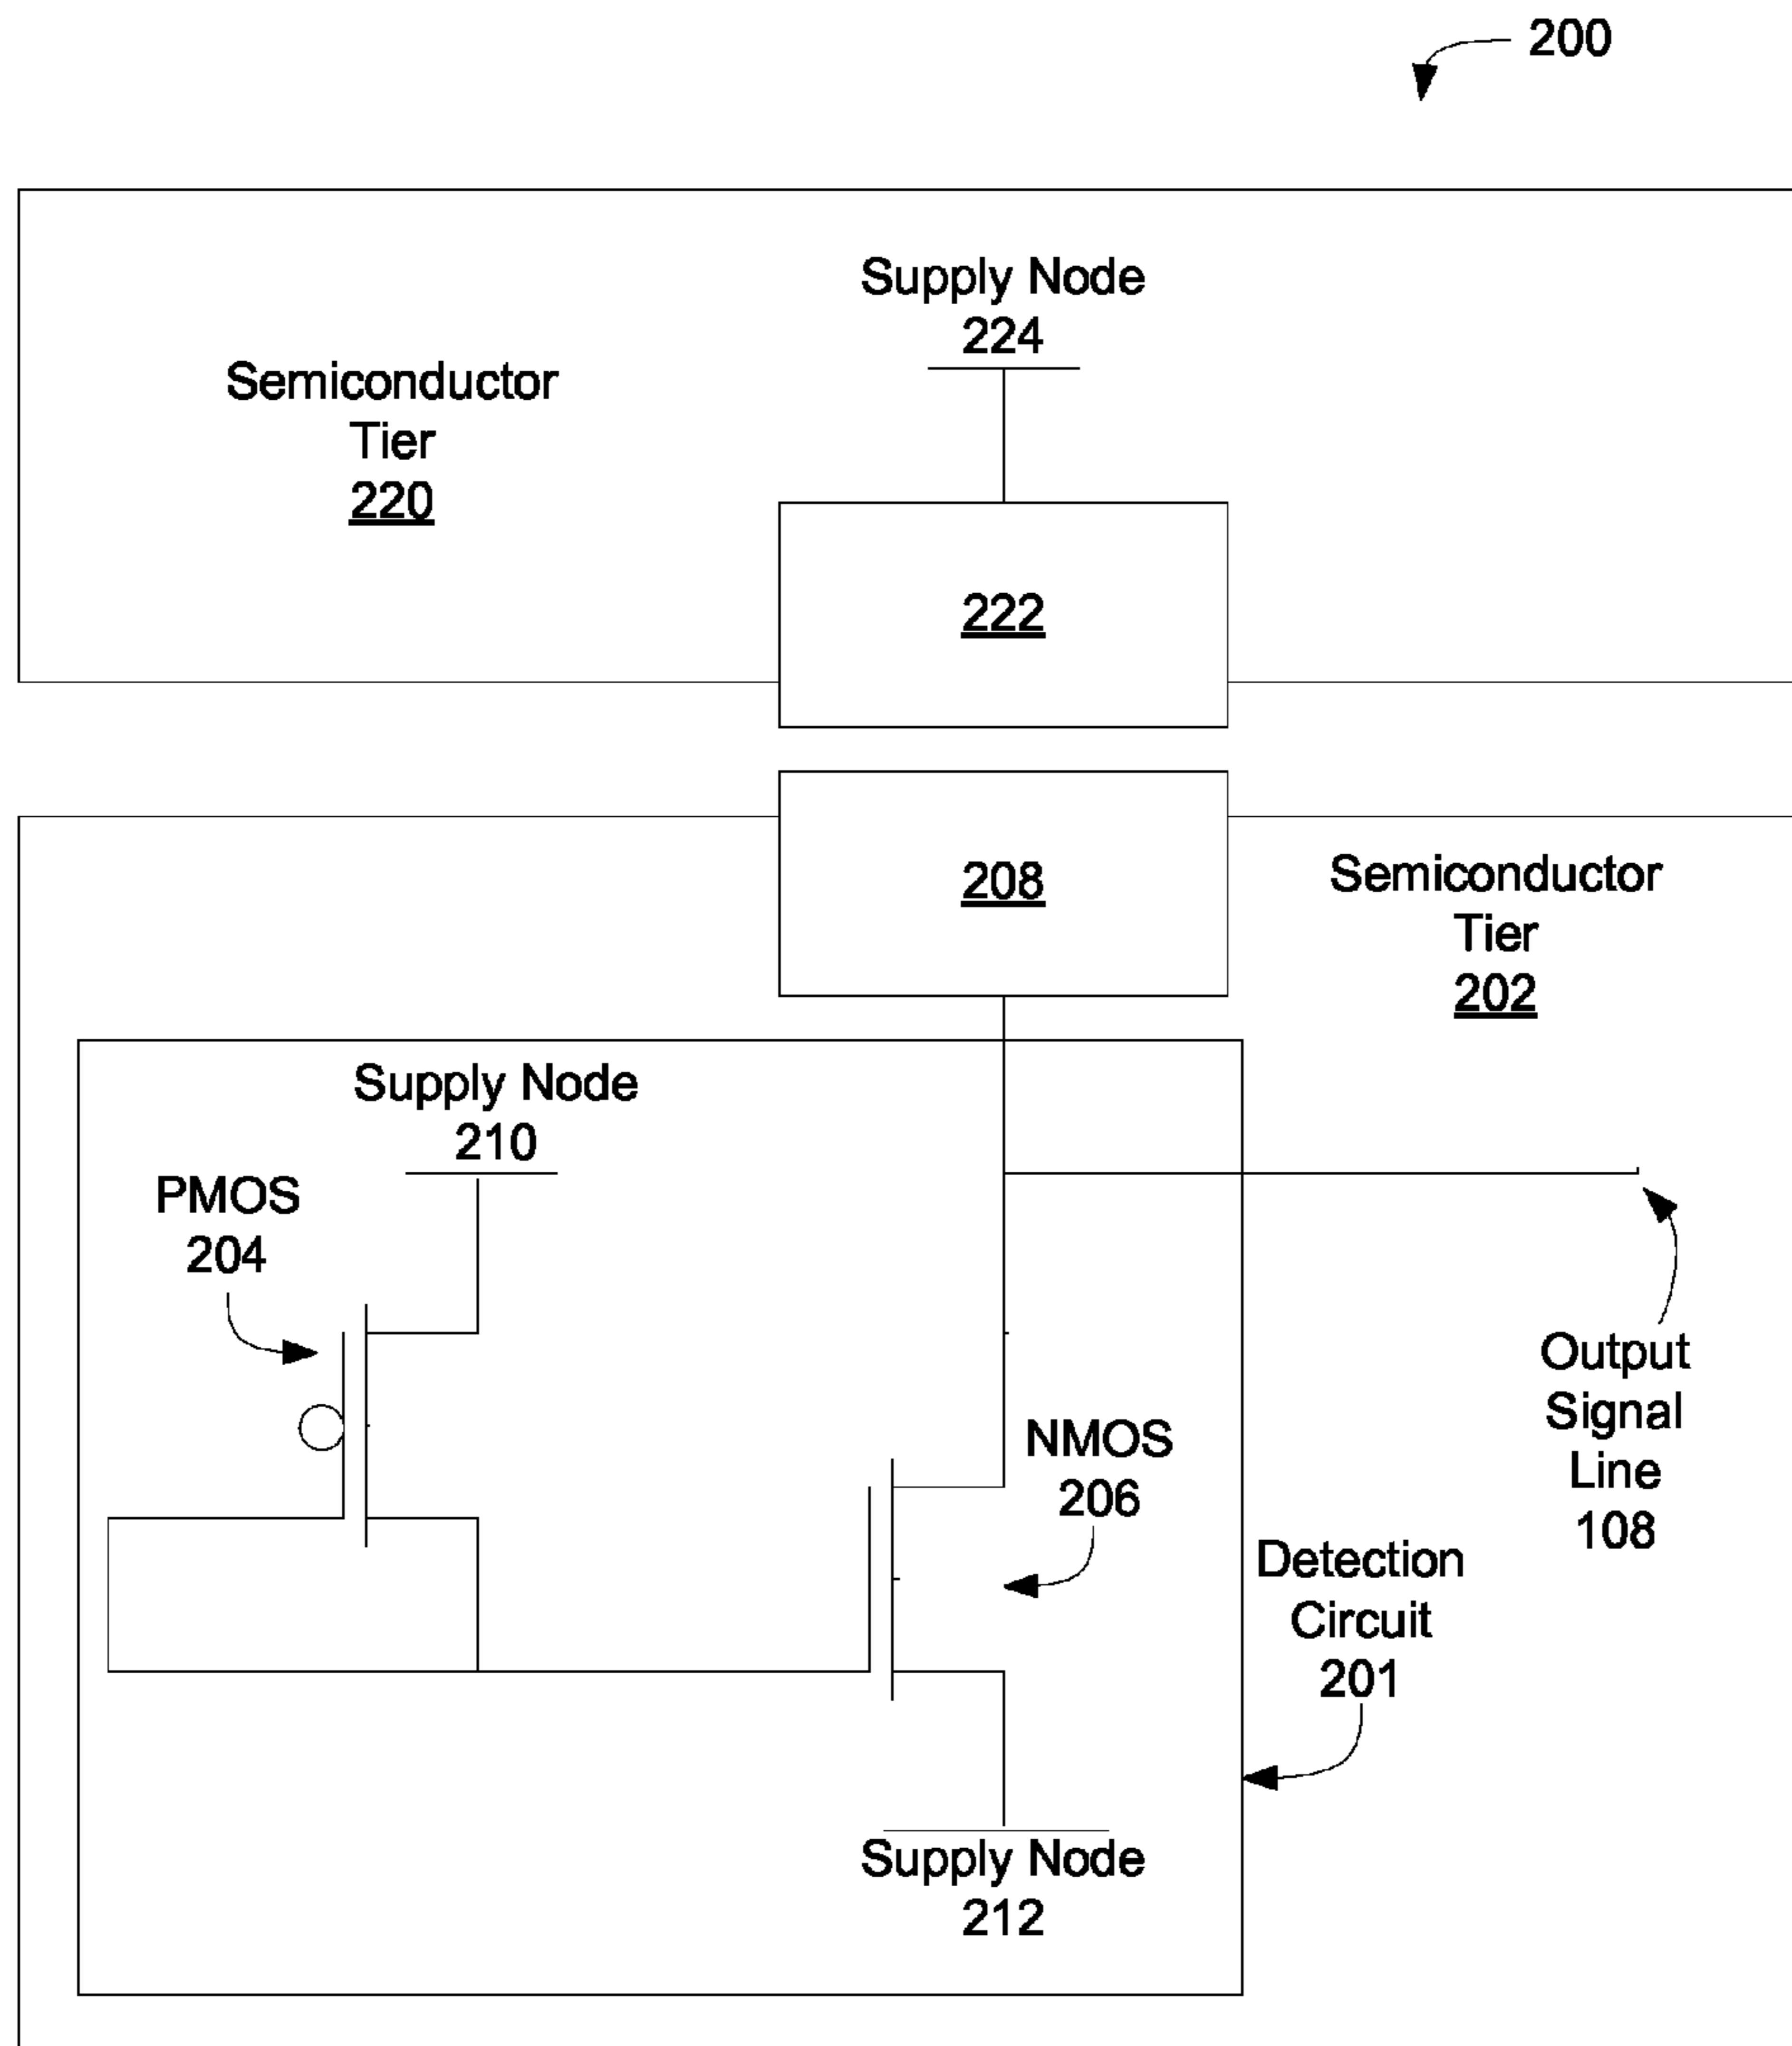 200
Supply Node
224
Semiconductor
Tier
220
222
208
Semiconductor
Tier
202
Supply Node
210
PMOS
204
NMOS
206
Output
Signal
Line
108
Detection
Circuit
201
Supply Node
212